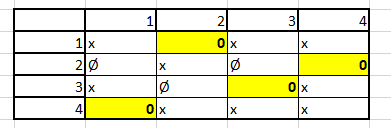 1 2 3 4
1 x 0 x x
2 Ø x Ø 0
3 x Ø 0 x
4 0 x x x